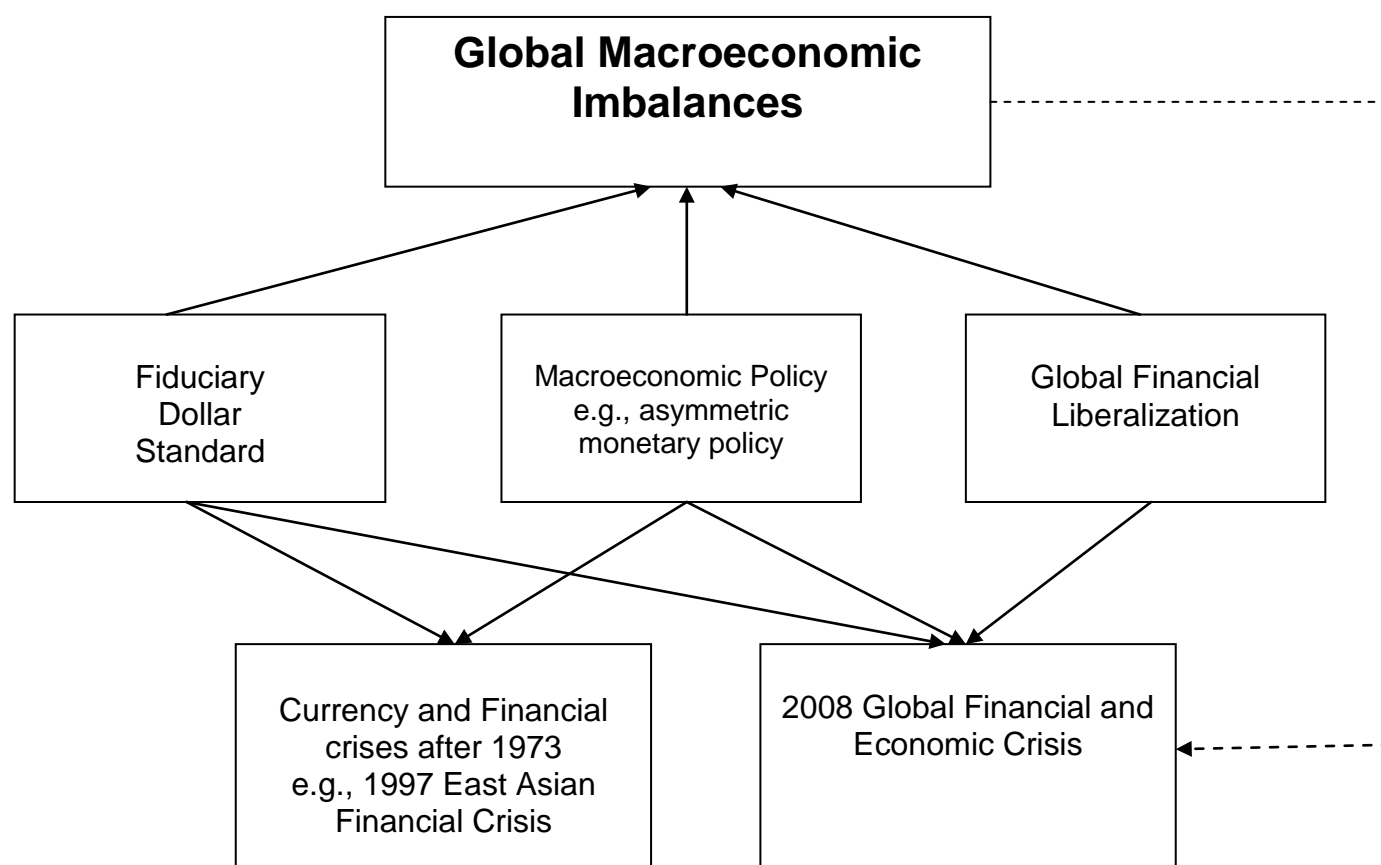 Global Macroeconomic
Imbalances
Fiduciary
Dollar
Standard
Macroeconomic Policy
e.g., asymmetric
monetary policy
Global Financial
Liberalization
Currency and Financial
crises after 1973
e.g., 1997 East Asian
Financial Crisis
2008 Global Financial and
Economic Crisis